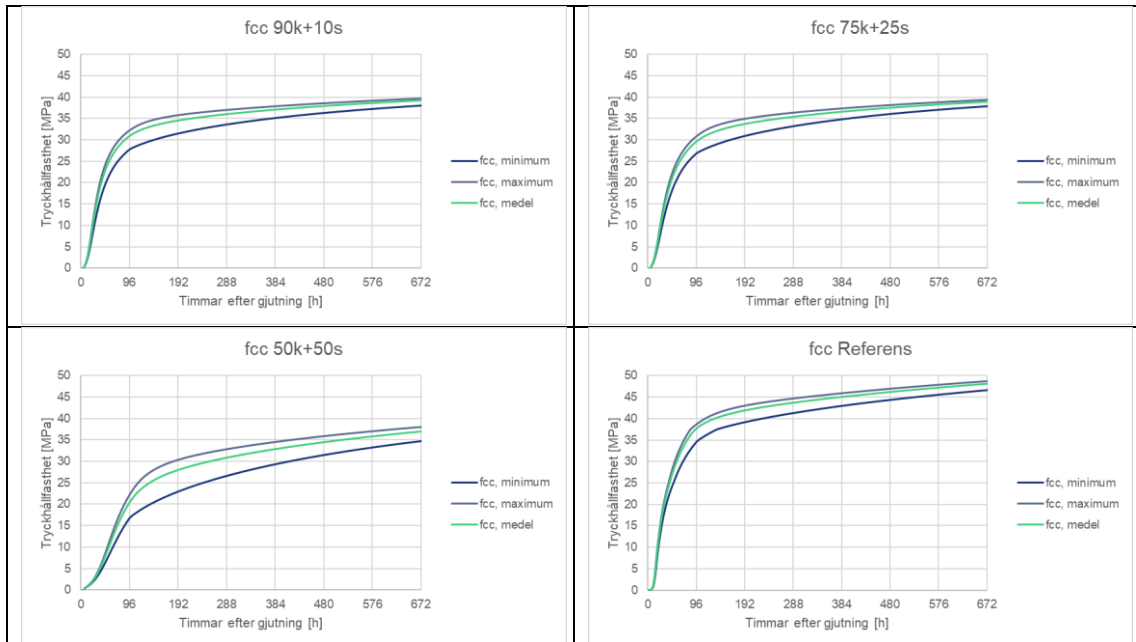 fcc 90k+10s
Tryckhållfasthet [MPa]
50
45
40
35
30
25
20
15
10
5
0
0 96 192 288 384 480 576 672
Timmar efter gjutning [h]
fcc, minimum
fcc, maximum
fcc, medel
fcc 75k+25s
Tryckhållfasthet [MPa]
50
45
40
35
30
25
20
15
10
5
0
0 96 192 288 384 480 576 672
Timmar efter gjutning [h]
fcc, minimum
fcc, maximum
fcc, medel
fcc 50k+50s
Tryckhållfasthet [MPa]
50
45
40
35
30
25
20
15
10
5
0
0 96 192 288 384 480 576 672
Timmar efter gjutning [h]
fcc, minimum
fcc, maximum
fcc, medel
fcc Referens
Tryckhållfasthet [MPa]
50
45
40
35
30
25
20
15
10
5
0
0 96 192 288 384 480 576 672
Timmar efter gjutning [h]
fcc, minimum
fcc, maximum
fcc, medel